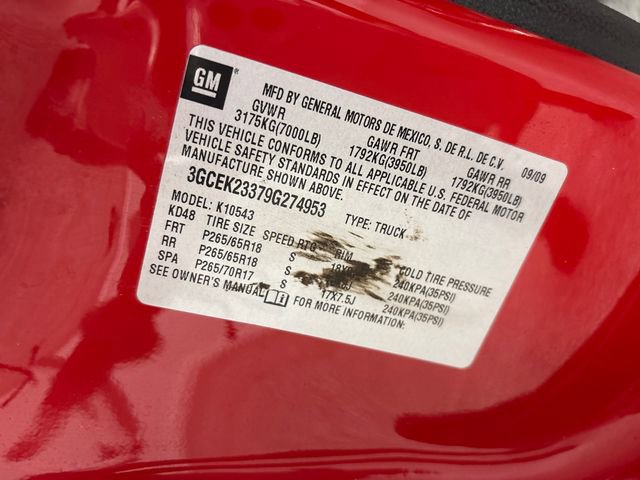 GM
MFD BY GENERAL MOTORS DE MEXICO, S. DE R.L. DE C.V. 09/09
GVWR GAWR FRT GAWR RR
3175KG(7000LB) 1792KG(3950LB) 1792KG(3950LB)
THIS VEHICLE CONFORMS TO ALL APPLICABLE U.S. FEDERAL MOTOR
VEHICLE SAFETY STANDARDS IN EFFECT ON THE DATE OF
MANUFACTURE SHOWN ABOVE.
3GCEK23379G274953 TYPE: TRUCK
MODEL: K10543
KD48 TIRE SIZE SPEED RTG RIM COLD TIRE PRESSURE
FRT P265/65R18 S 240KPA(35PSI)
RR P265/65R18 S 240KPA(35PSI)
SPA P265/70R17 S 17X7.5J 240KPA(35PSI)
SEE OWNER'S MANUAL FOR MORE INFORMATION: